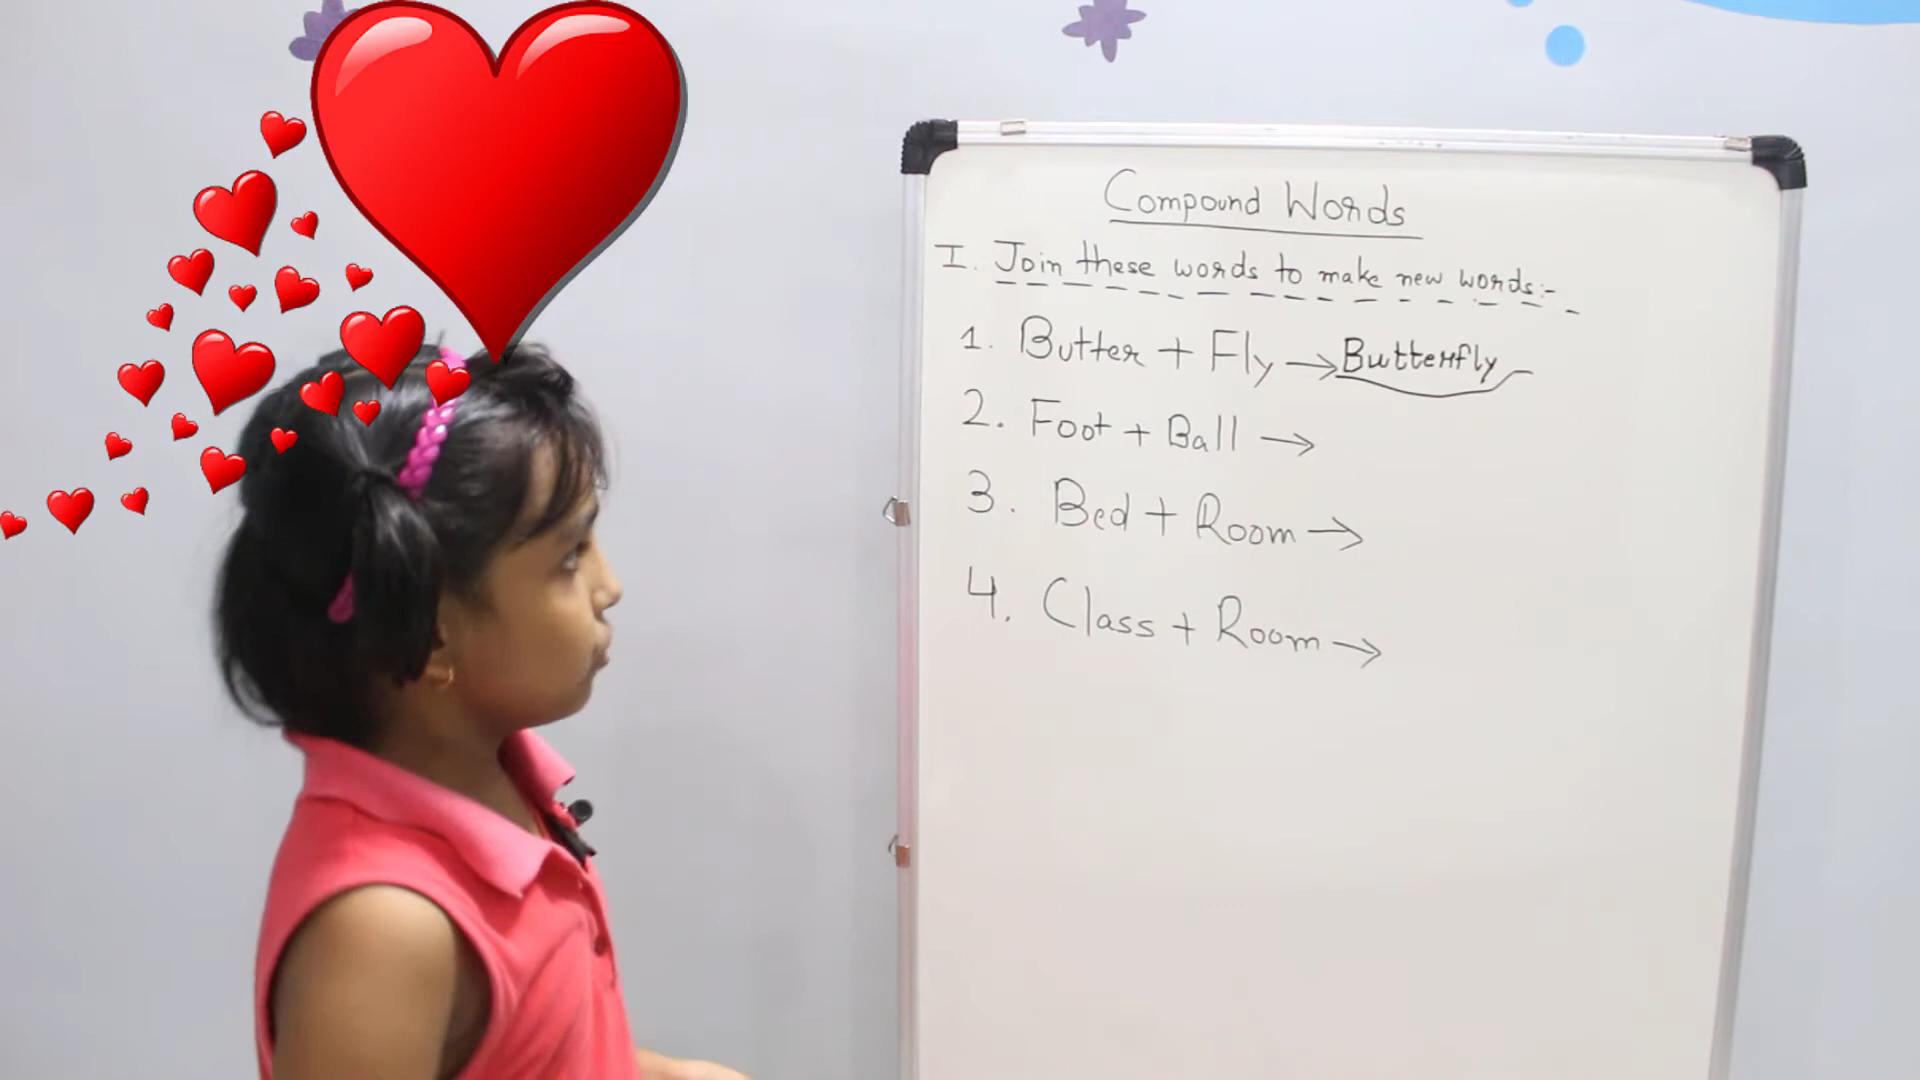 Compound Words
I. Join these words to make new words:-
1. Butter + Fly → Butterfly
2. Foot + Ball →
3. Bed + Room →
4. Class + Room →